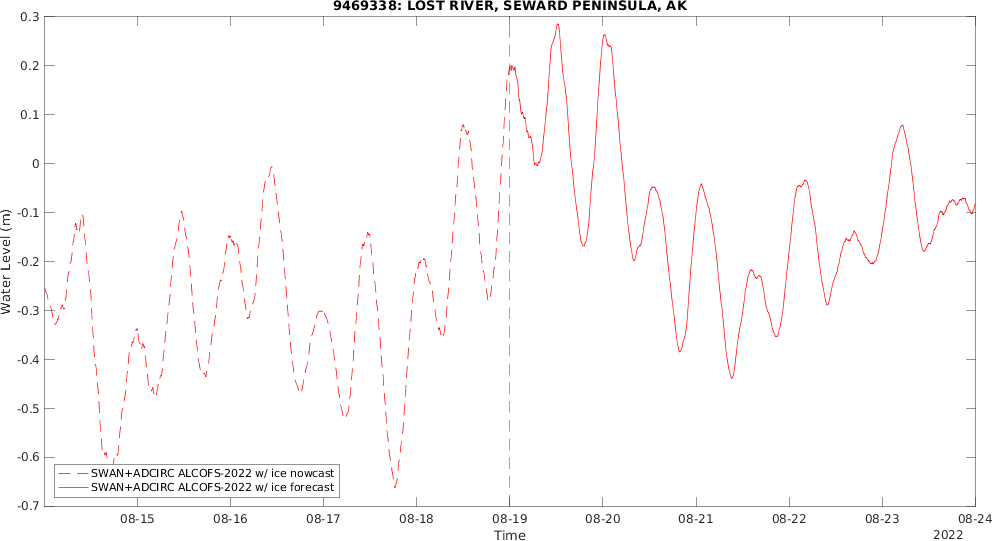 9469338: LOST RIVER, SEWARD PENINSULA, AK
0.3
0.2
0.1
0
-0.1
-0.2
-0.3
-0.4
-0.5
-0.6
-0.7
Water Level (m)
SWAN+ADCIRC ALCOFS-2022 w/ ice nowcast
SWAN+ADCIRC ALCOFS-2022 w/ ice forecast
08-15 08-16 08-17 08-18 08-19 08-20 08-21 08-22 08-23 08-24
Time
2022